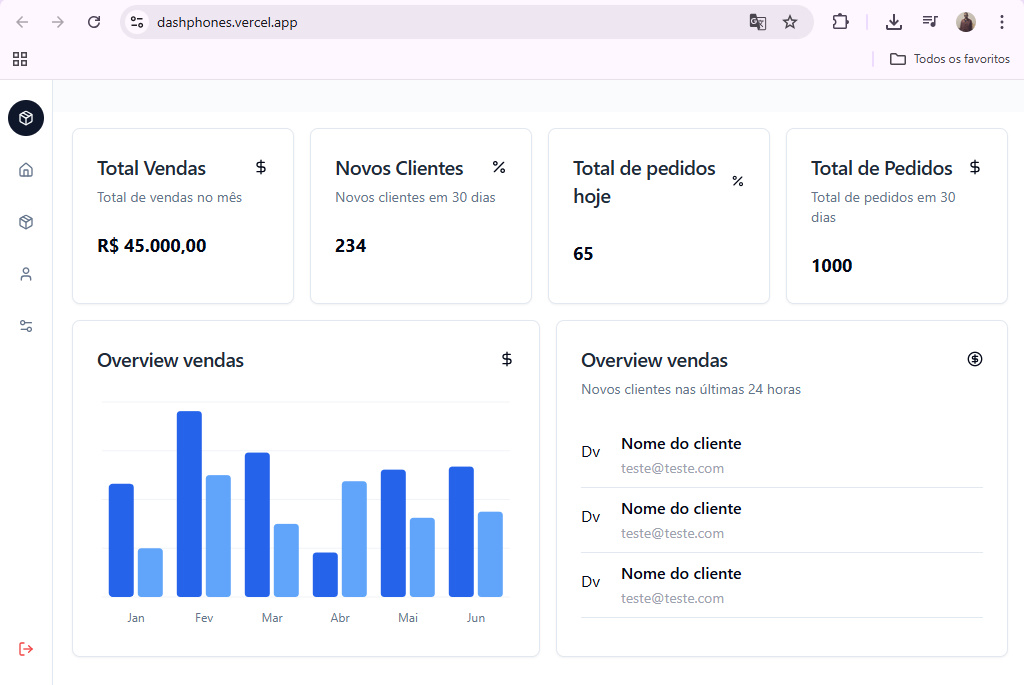 dashphones.vercel.app
Todos os favoritos
Total Vendas
$
Total de vendas no mês
R$ 45.000,00
Novos Clientes
%
Novos clientes em 30 dias
234
Total de pedidos
hoje
%
65
Total de Pedidos
$
Total de pedidos em 30
dias
1000
Overview vendas
$
Jan Fev Mar Abr Mai Jun
Overview vendas
$
Novos clientes nas últimas 24 horas
Dv
Nome do cliente
teste@teste.com
Dv
Nome do cliente
teste@teste.com
Dv
Nome do cliente
teste@teste.com